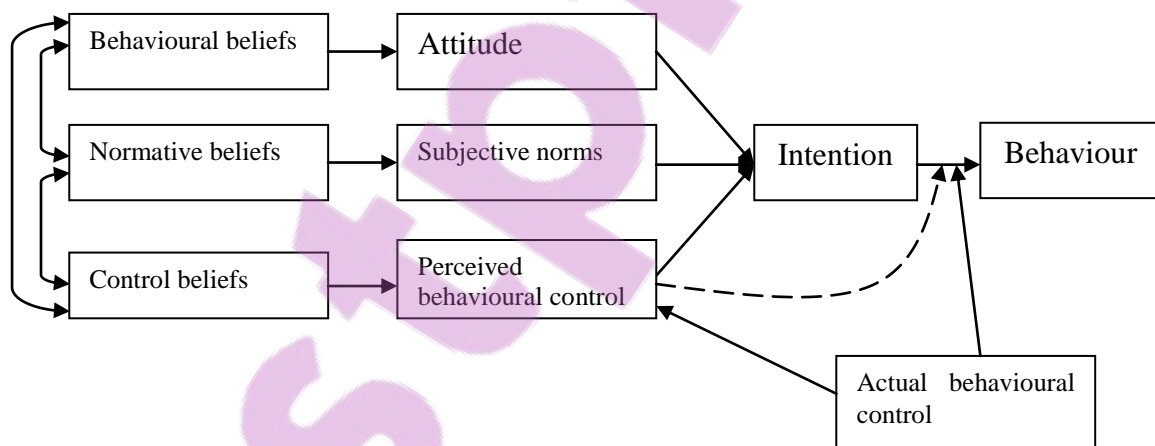 Behavioural beliefs
Attitude
Normative beliefs
Subjective norms
Intention
Behaviour
Control beliefs
Perceived
behavioural control
Actual behavioural
control